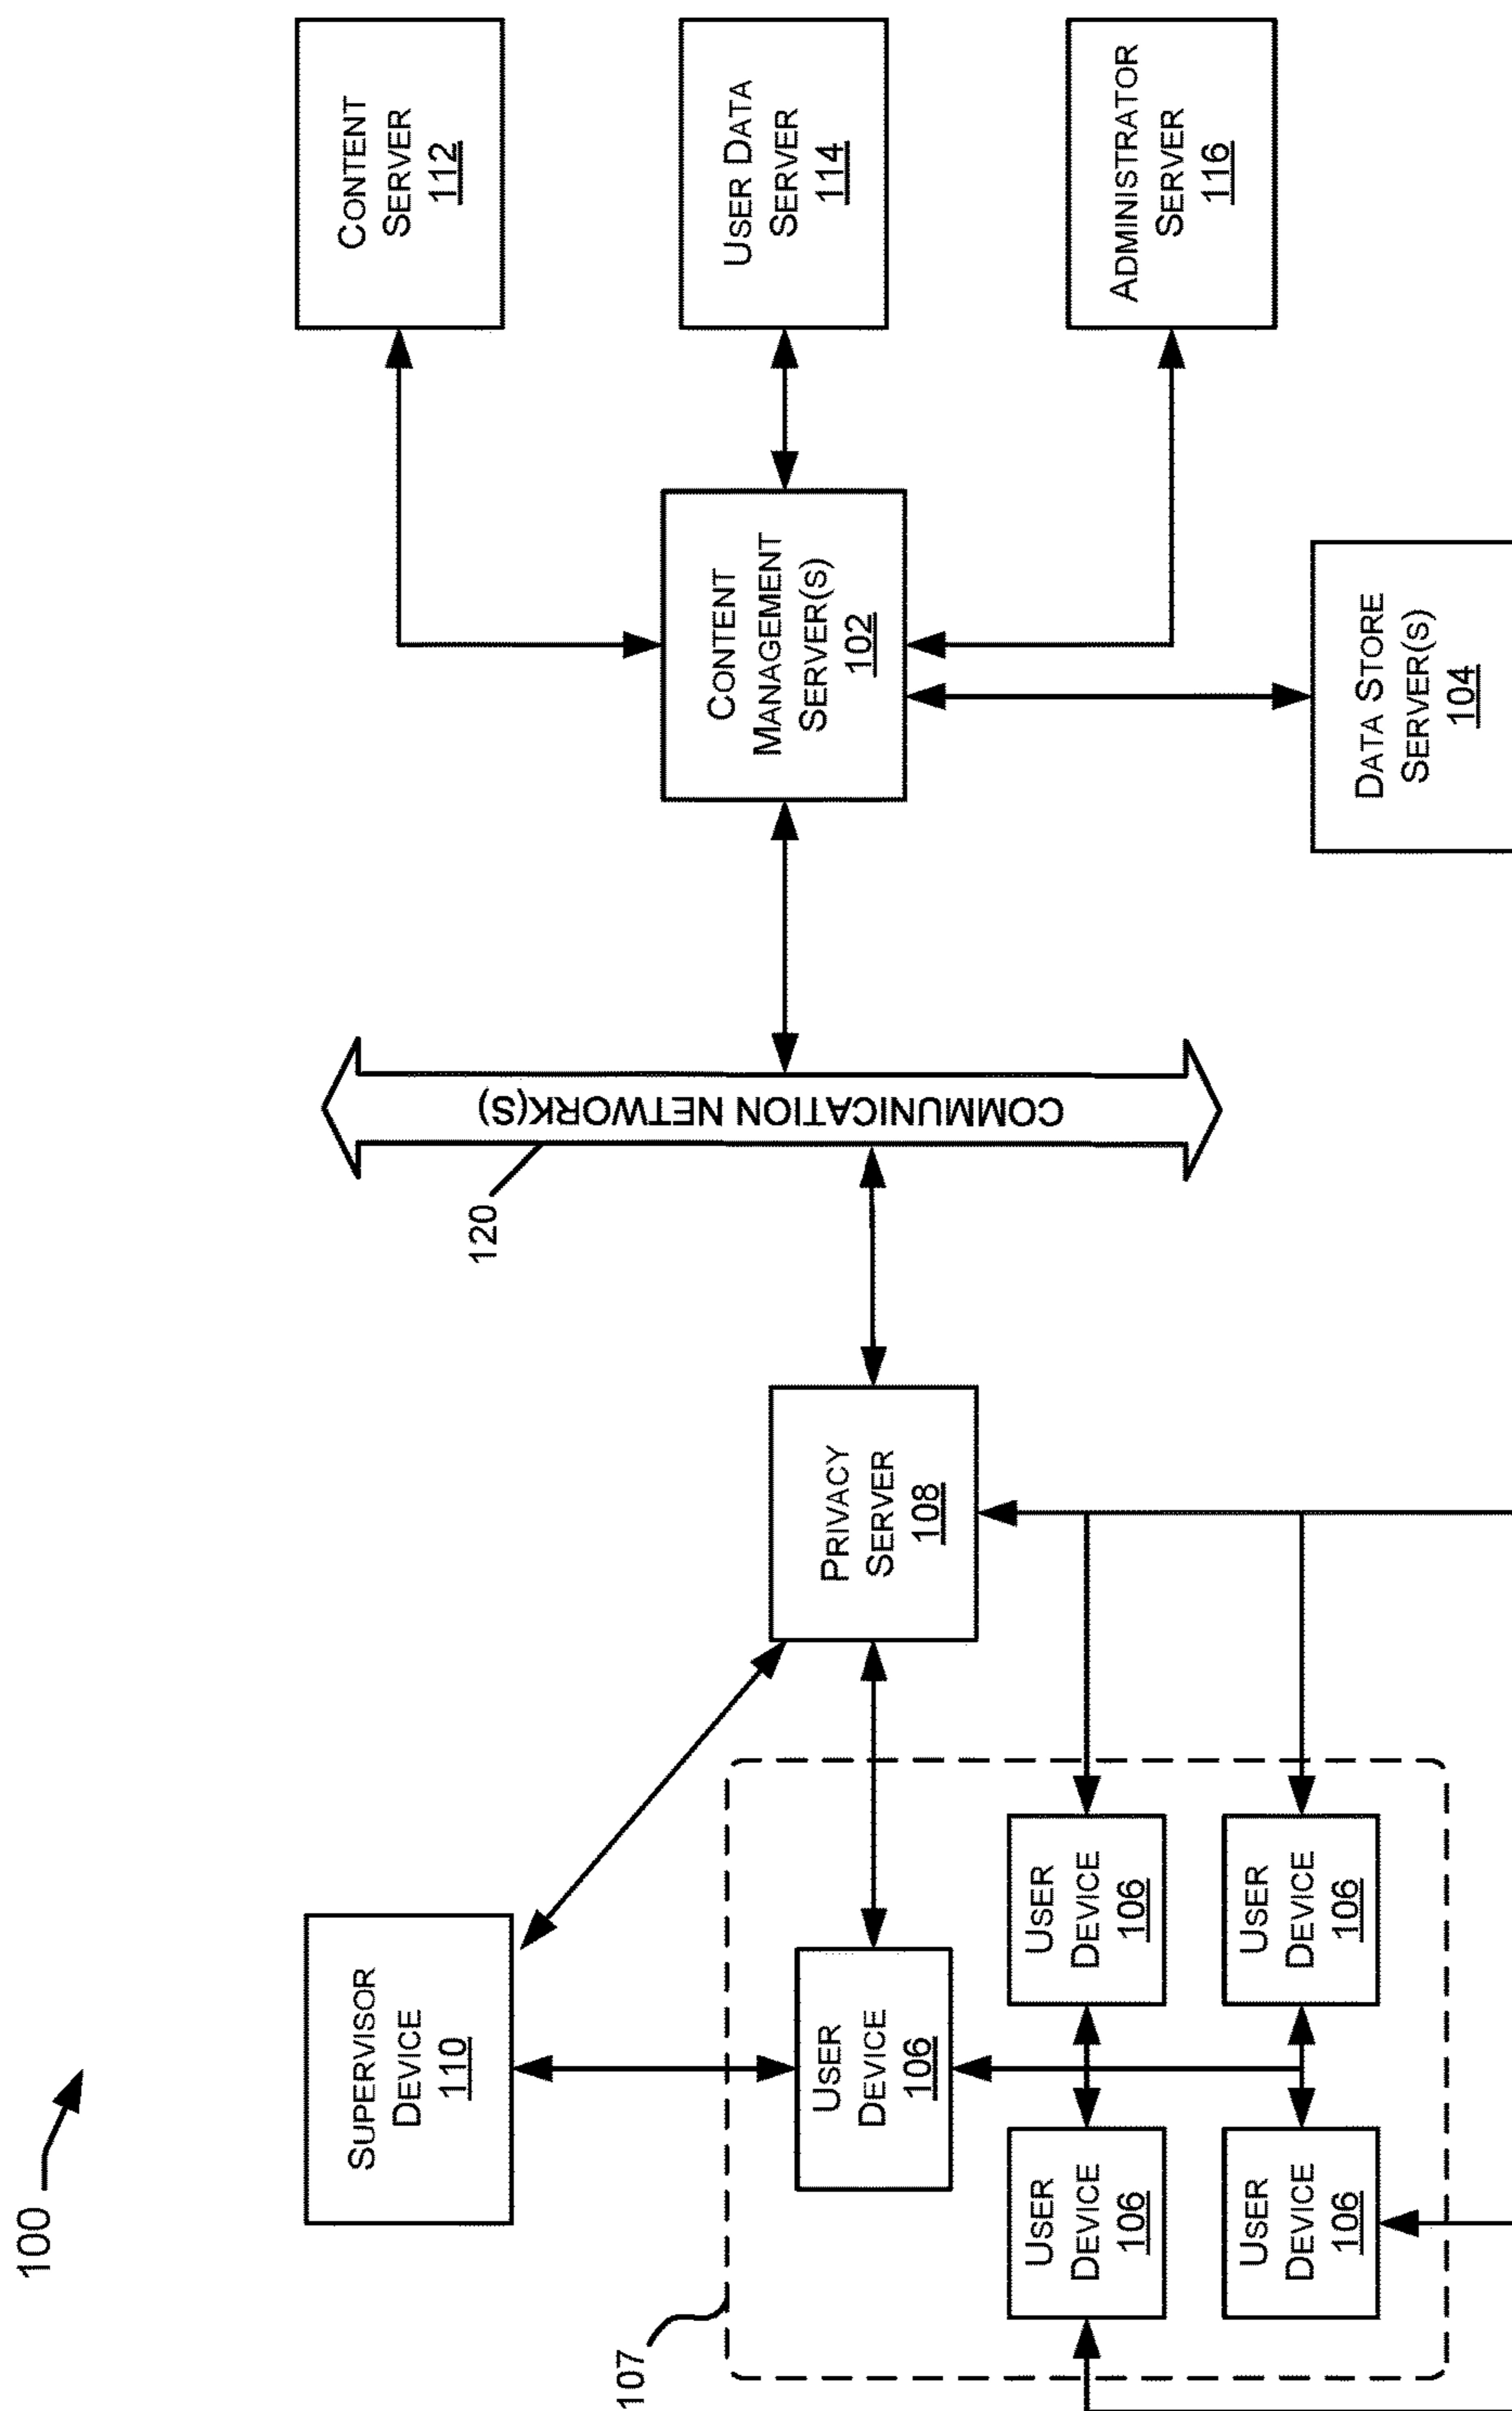 100
SUPERVISOR
DEVICE
110
107
USER
DEVICE
106
USER
DEVICE
106
USER
DEVICE
106
USER
DEVICE
106
USER
DEVICE
106
PRIVACY
SERVER
108
120
COMMUNICATION NETWORK(S)
CONTENT
MANAGEMENT
SERVER(S)
102
DATA STORE
SERVER(S)
104
CONTENT
SERVER
112
USER DATA
SERVER
114
ADMINISTRATOR
SERVER
116